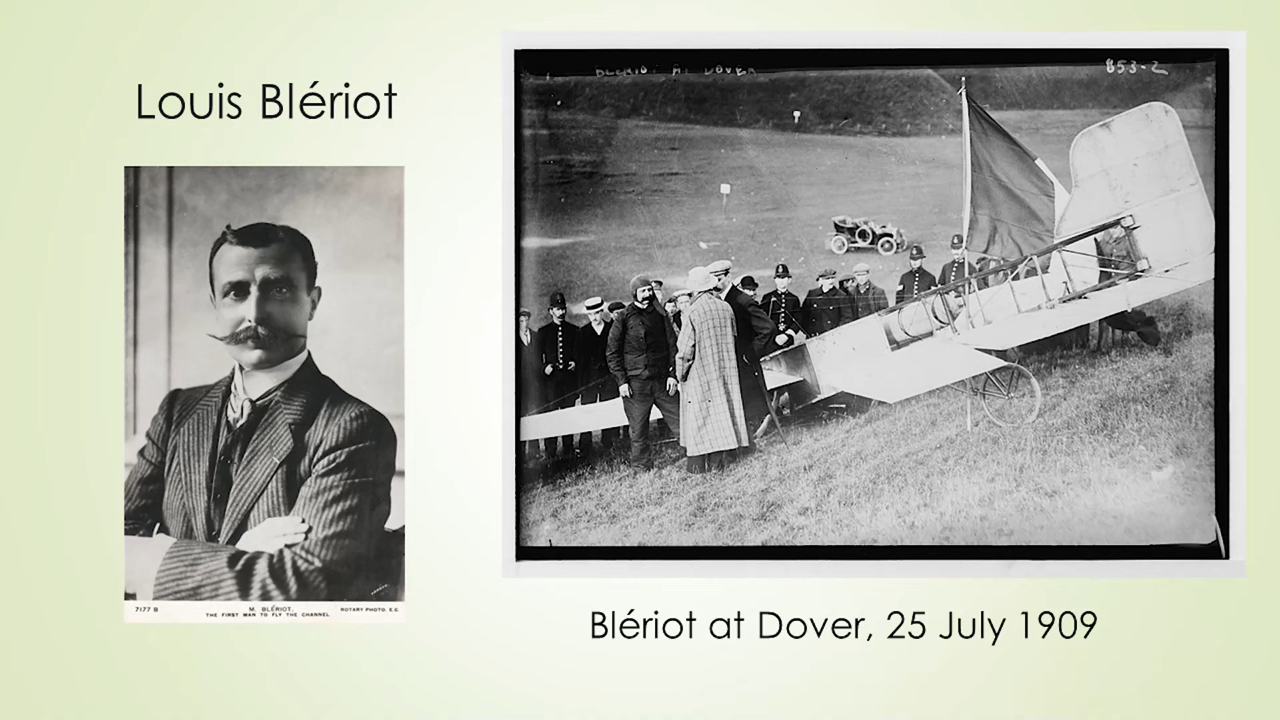 Louis Blériot
BLERIOT AT DOVER
853-2
7177 B
M. BLÉRIOT.
THE FIRST MAN TO FLY THE CHANNEL
ROTARY PHOTO. E.C.
Blériot at Dover, 25 July 1909